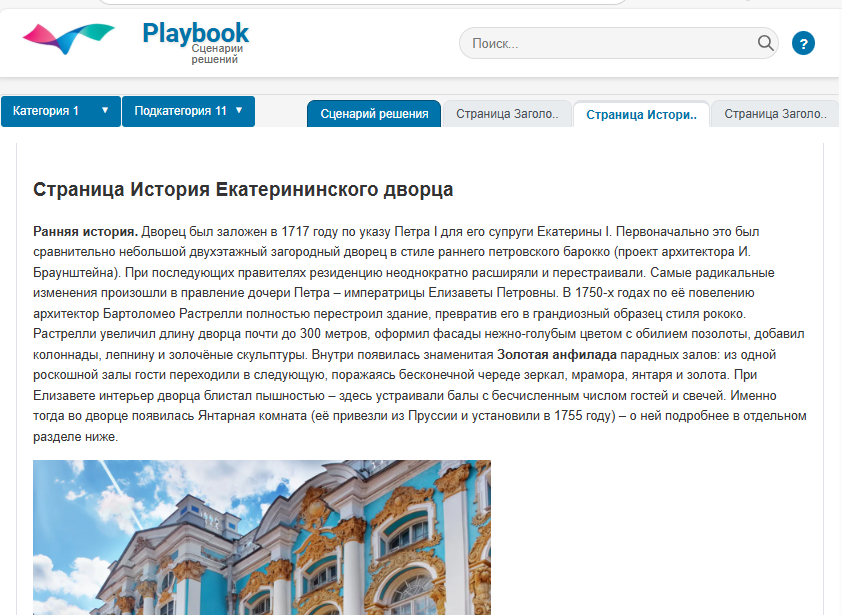 Playbook
Сценарии
решений
Поиск...
?
Категория 1 ▼
Подкатегория 11 ▼
Сценарий решения
Страница Заголо..
Страница Истори..
Страница Заголо..
Страница История Екатерининского дворца
Ранняя история. Дворец был заложен в 1717 году по указу Петра I для его супруги Екатерины I. Первоначально это был
сравнительно небольшой двухэтажный загородный дворец в стиле раннего петровского барокко (проект архитектора И.
Браунштейна). При последующих правителях резиденцию неоднократно расширяли и перестраивали. Самые радикальные
изменения произошли в правление дочери Петра – императрицы Елизаветы Петровны. В 1750-х годах по её повелению
архитектор Бартоломео Растрелли полностью перестроил здание, превратив его в грандиозный образец стиля рококо.
Растрелли увеличил длину дворца почти до 300 метров, оформил фасады нежно-голубым цветом с обилием позолоты, добавил
колоннады, лепнину и золочёные скульптуры. Внутри появилась знаменитая Золотая анфилада парадных залов: из одной
роскошной залы гости переходили в следующую, поражаясь бесконечной череде зеркал, мрамора, янтаря и золота. При
Елизавете интерьер дворца блистал пышностью – здесь устраивали балы с бесчисленным числом гостей и свечей. Именно
тогда во дворце появилась Янтарная комната (её привезли из Пруссии и установили в 1755 году) – о ней подробнее в отдельном
разделе ниже.